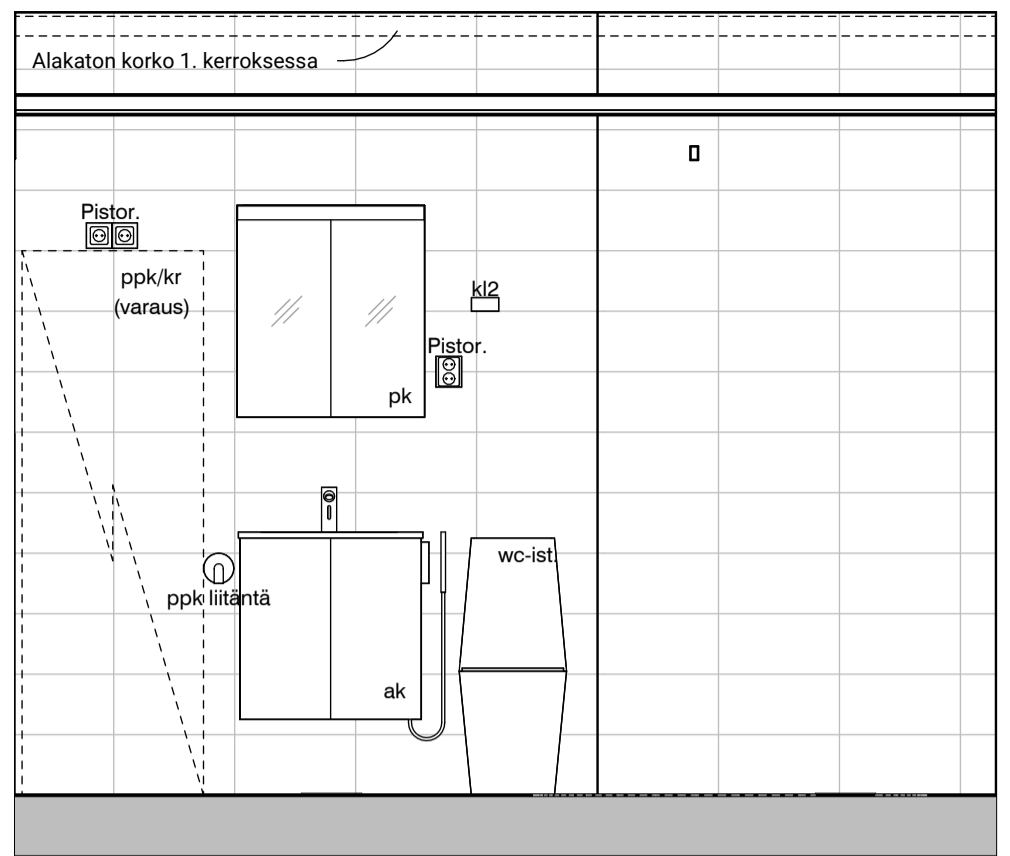 Alakaton korko 1. kerroksessa
Pistor.
ppk/kr
(varaus)
kl2
Pistor.
pk
wc-ist.
ppk liitäntä
ak